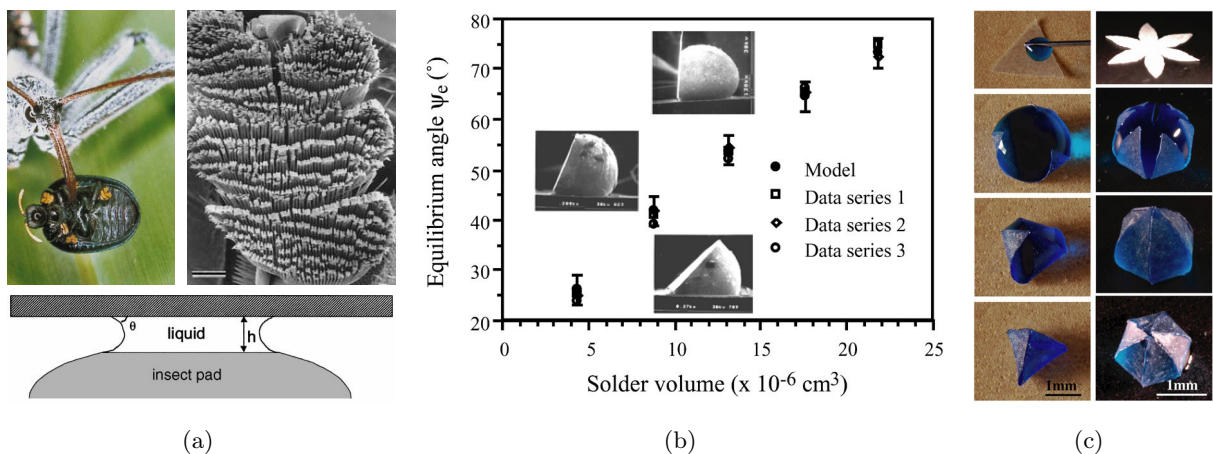 θ
liquid
h
insect pad
(a)
Equilibrium angle ψe (°)
80
70
60
50
40
30
20
Model
Data series 1
Data series 2
Data series 3
0
5
10
15
20
25
Solder volume (x 10-6 cm3)
(b)
1mm
1mm
(c)